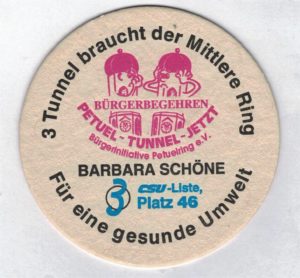 3 Tunnel braucht der Mittlere Ring
BÜRGERBEGEHREN
PETUEL-TUNNEL-JETZT
Bürgerinitiative Petuelring e.V.
BARBARA SCHÖNE
3 CSU-Liste,
Platz 46
Für eine gesunde Umwelt